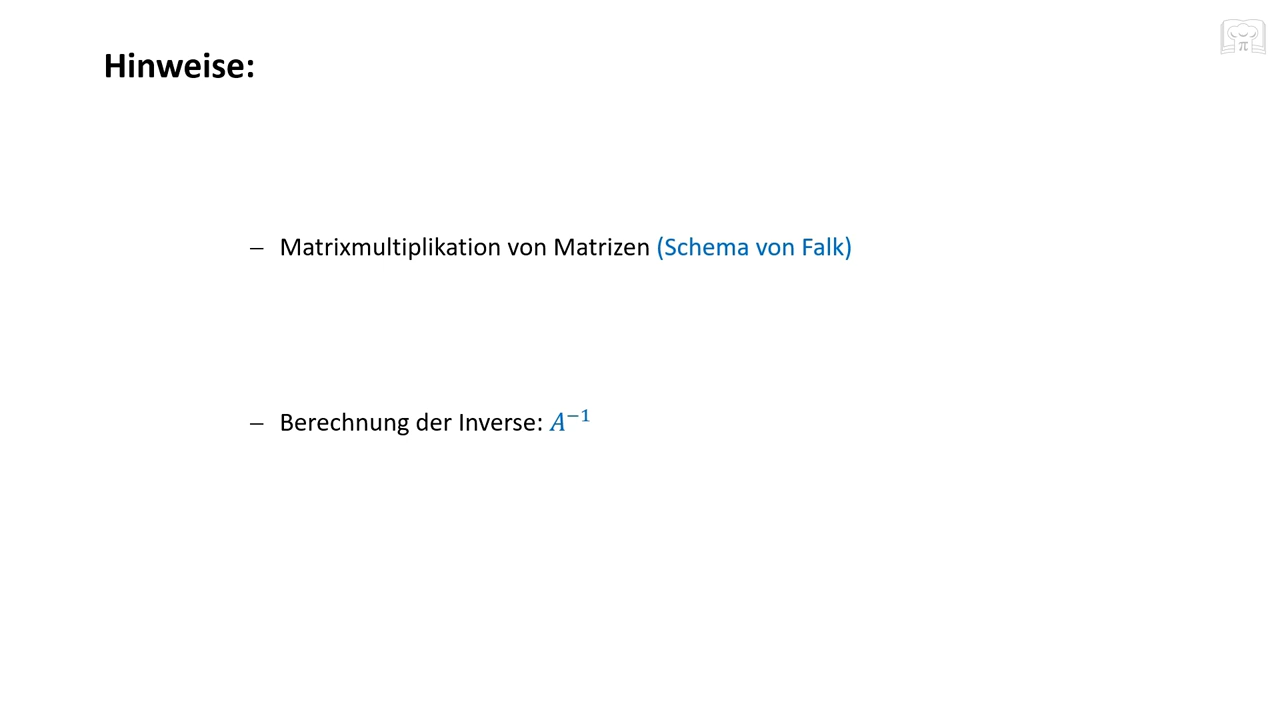 Hinweise:
– Matrixmultiplikation von Matrizen (Schema von Falk)
– Berechnung der Inverse: A⁻¹
π